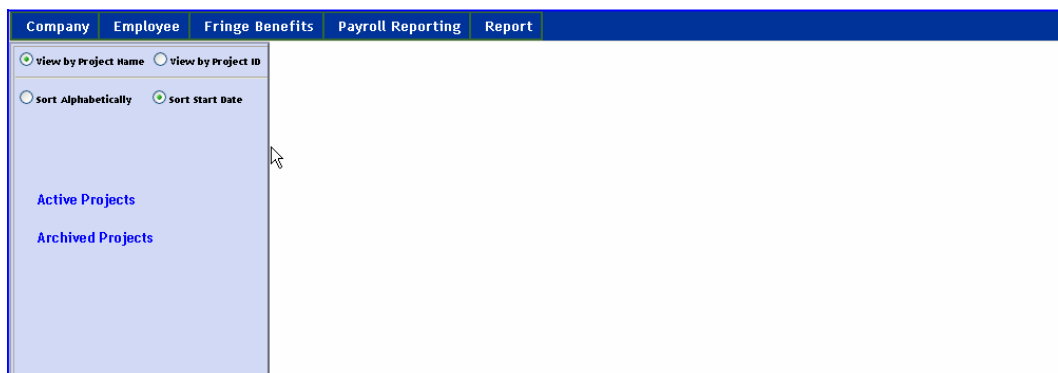 Company Employee Fringe Benefits Payroll Reporting Report
View by Project Name View by Project ID
Sort Alphabetically Sort Start Date
Active Projects
Archived Projects